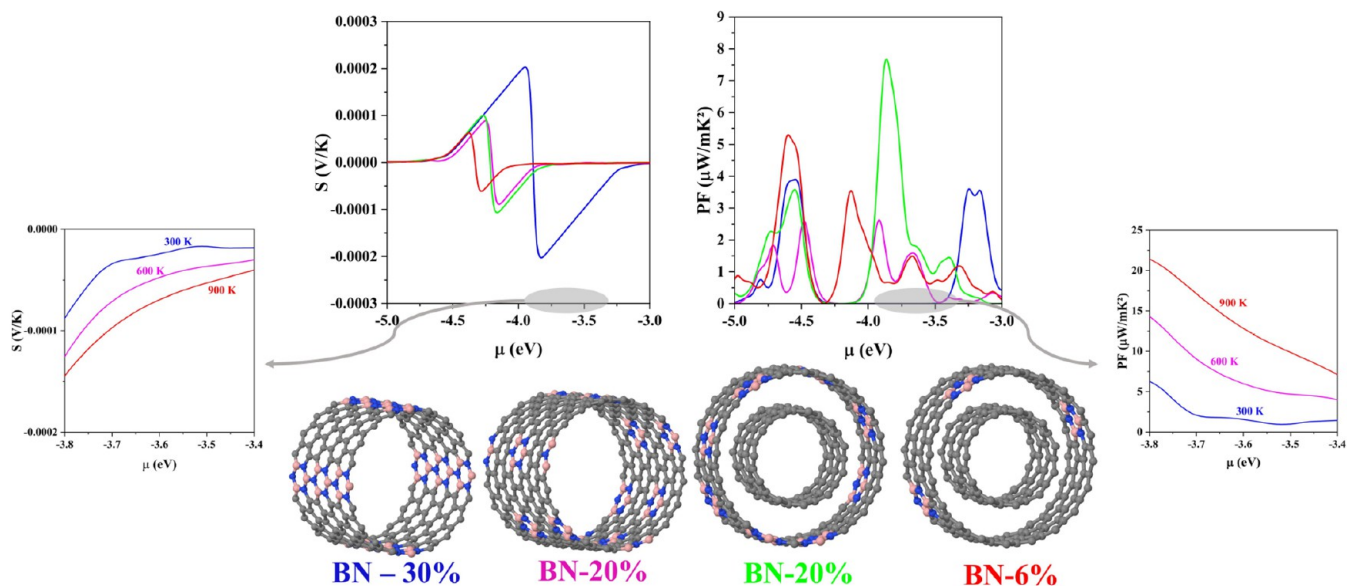 0.0003
0.0002
0.0001
0.0000
-0.0001
-0.0002
-0.0003
S (V/K)
-5.0 -4.5 -4.0 -3.5 -3.0
μ (eV)
9
8
7
6
5
4
3
2
1
0
PF (μW/mK²)
-5.0 -4.5 -4.0 -3.5 -3.0
μ (eV)
0.0000
-0.0001
-0.0002
S (V/K)
300 K
600 K
900 K
-3.8 -3.7 -3.6 -3.5 -3.4
μ (eV)
25
20
15
10
5
0
PF (μW/mK²)
900 K
600 K
300 K
-3.8 -3.7 -3.6 -3.5 -3.4
μ (eV)
BN – 30% BN-20% BN-20% BN-6%